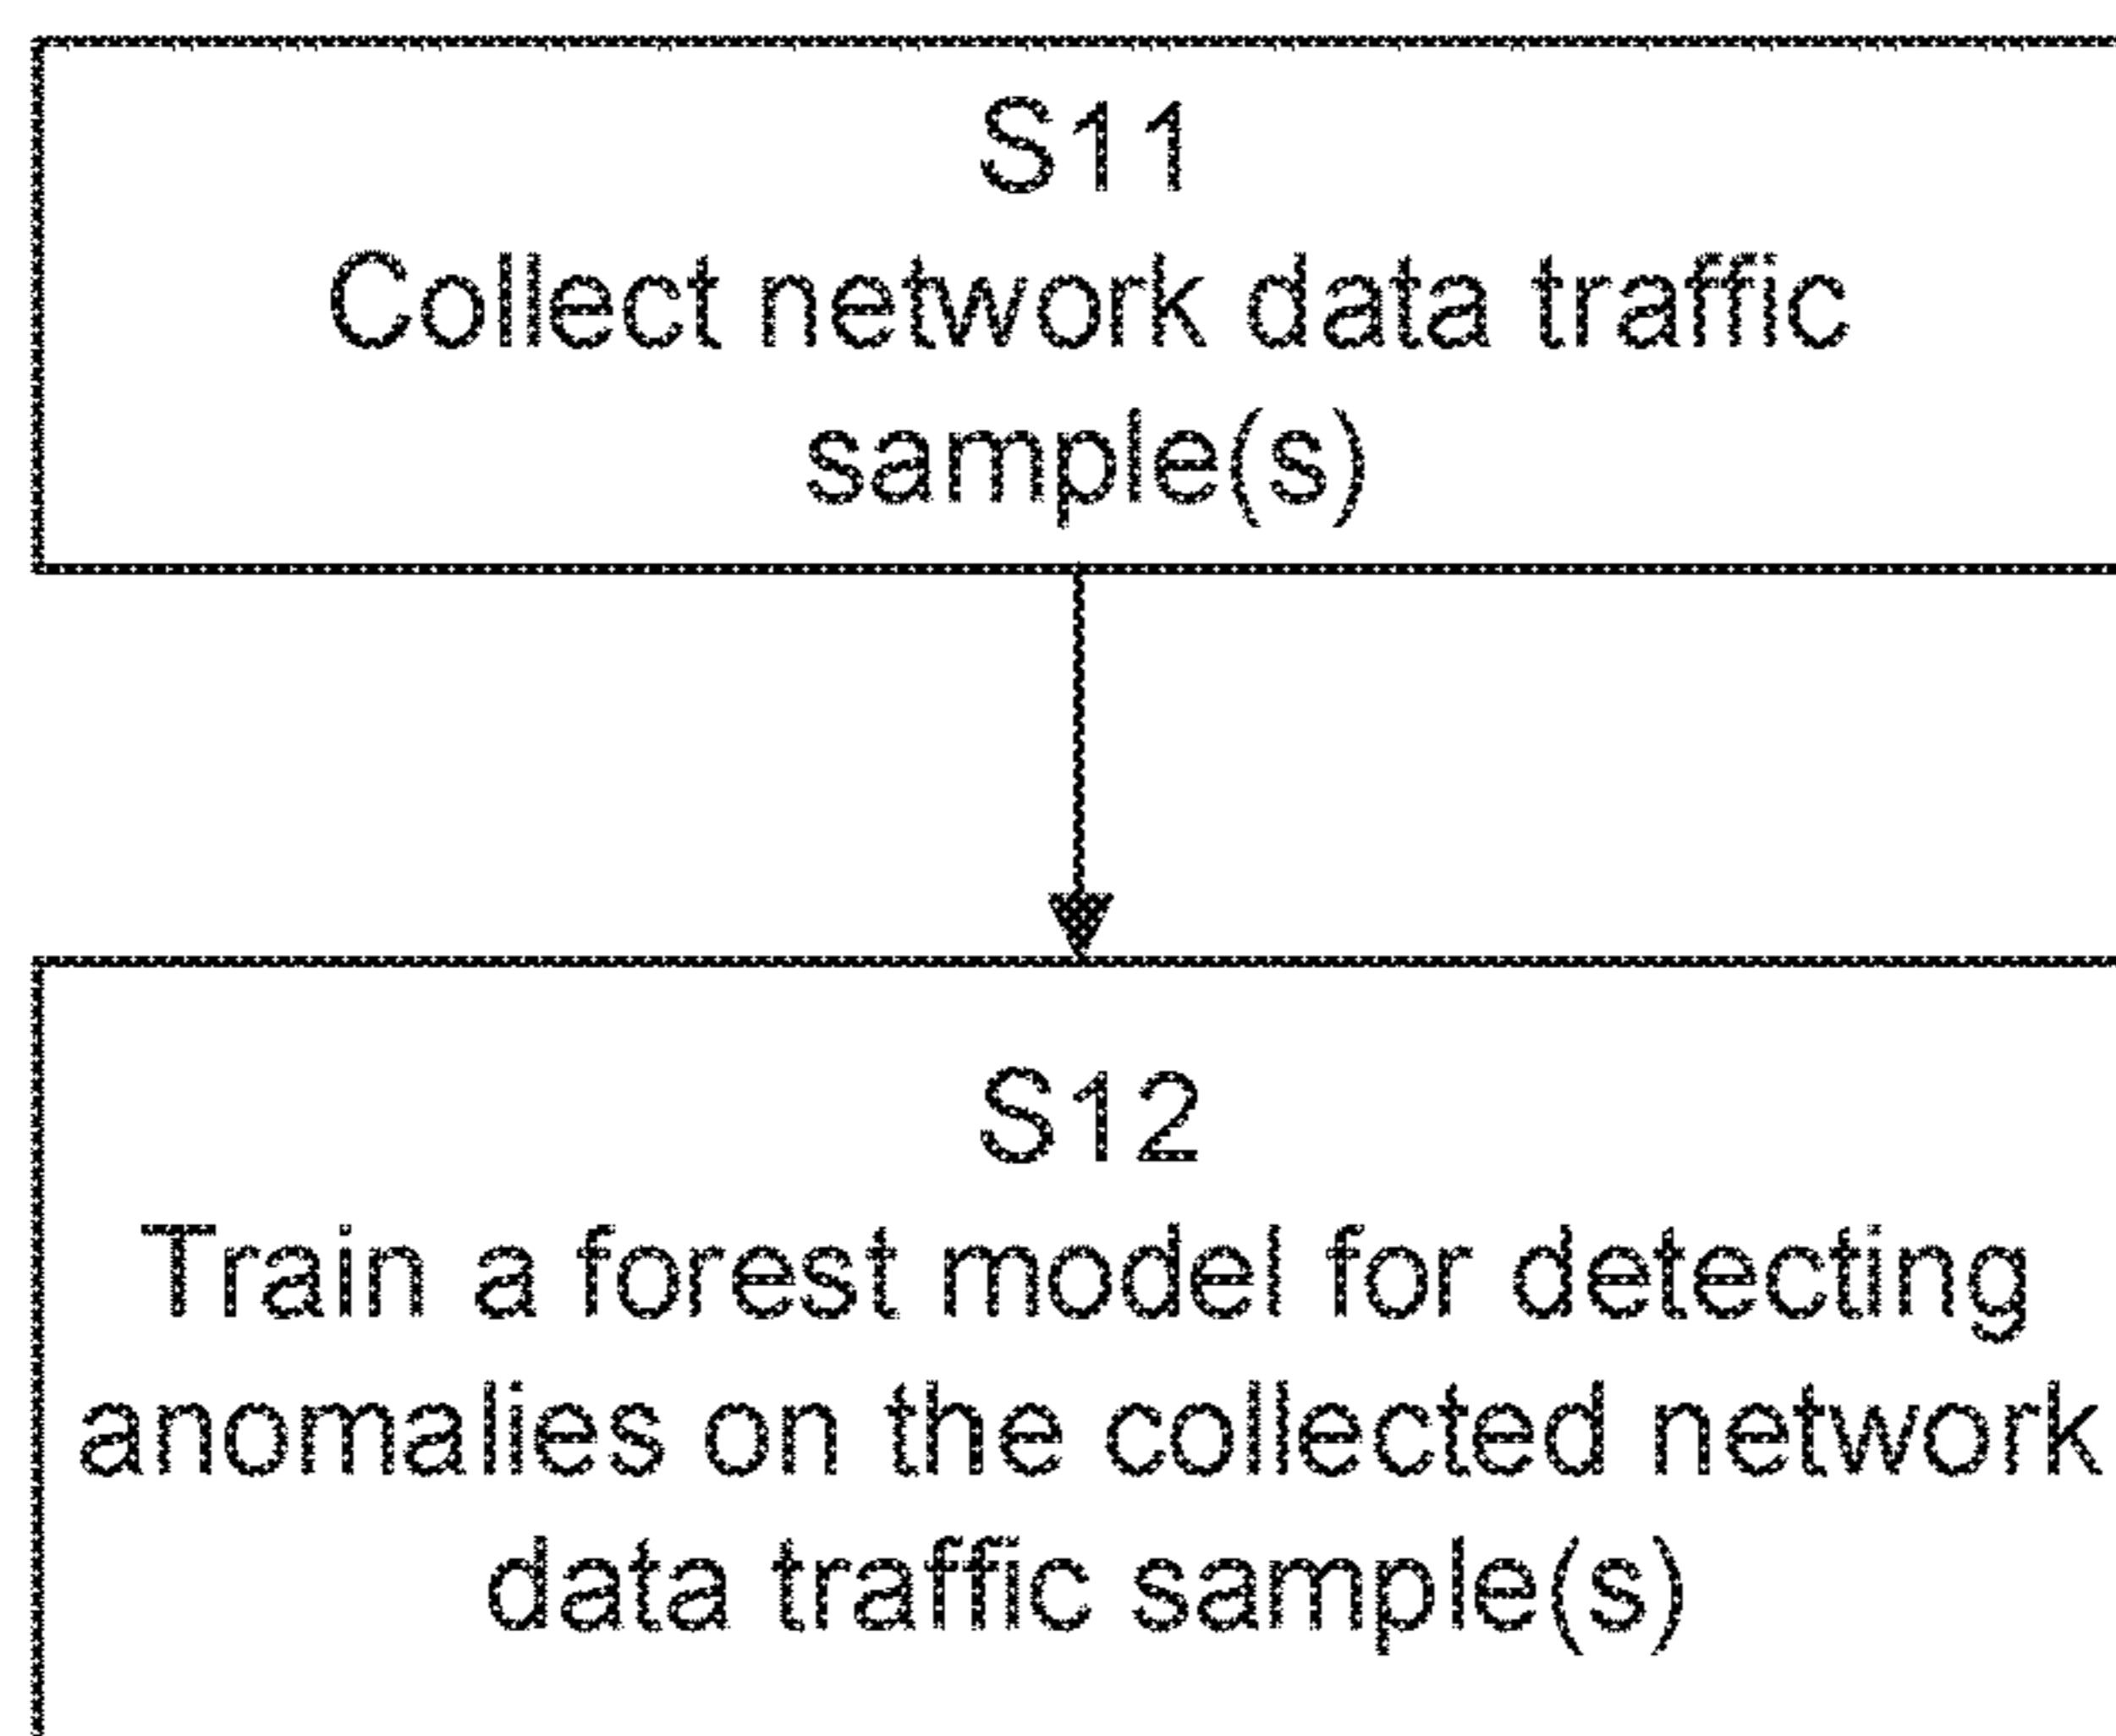 S11
Collect network data traffic
sample(s)
S12
Train a forest model for detecting
anomalies on the collected network
data traffic sample(s)